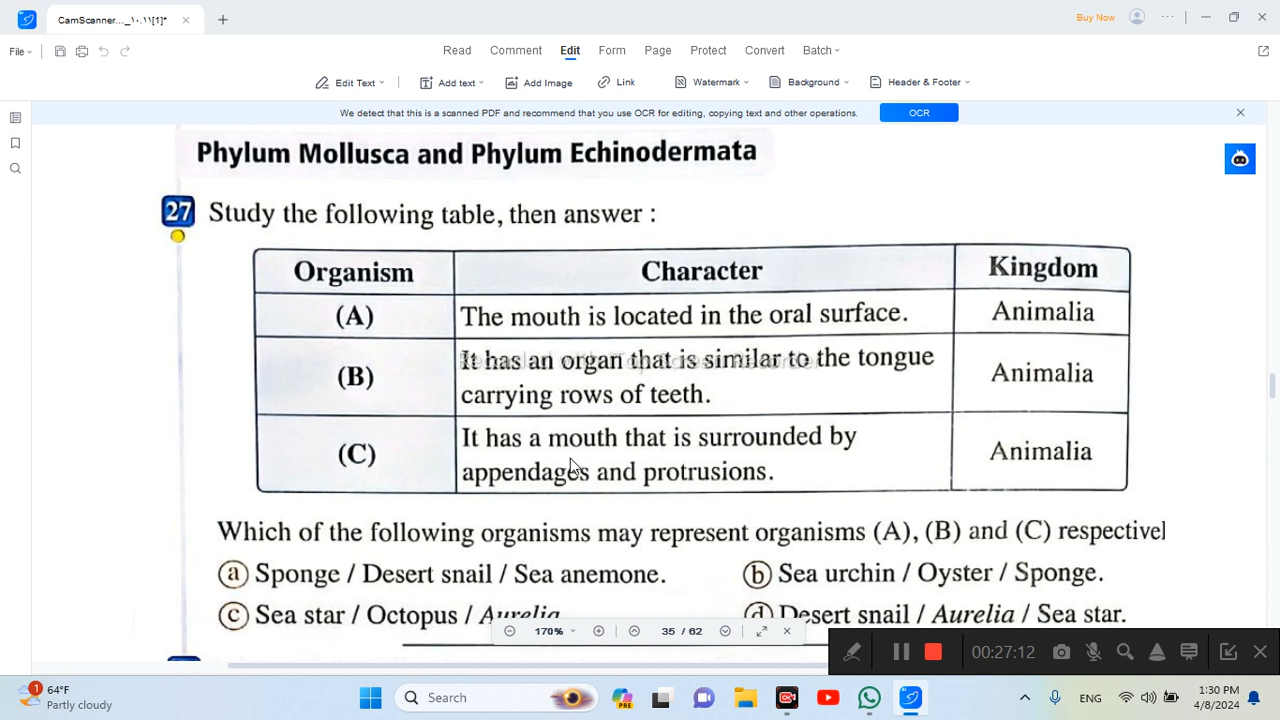 CamScanner..._١٠.١١[1]*
Buy Now
File
Read Comment Edit Form Page Protect Convert Batch
Edit Text Add text Add Image Link Watermark Background Header & Footer
We detect that this is a scanned PDF and recommend that you use OCR for editing, copying text and other operations. OCR
Phylum Mollusca and Phylum Echinodermata
27 Study the following table, then answer :
Organism Character Kingdom
(A) The mouth is located in the oral surface. Animalia
(B) It has an organ that is similar to the tongue carrying rows of teeth. Animalia
Recorded with iTop Screen Recorder
(C) It has a mouth that is surrounded by appendages and protrusions. Animalia
Which of the following organisms may represent organisms (A), (B) and (C) respectivel
a Sponge / Desert snail / Sea anemone. b Sea urchin / Oyster / Sponge.
c Sea star / Octopus / Aurelia d Desert snail / Aurelia / Sea star.
170% 35 / 62
00:27:12
1 64°F
Partly cloudy
Search
PRE
ENG
1:30 PM
4/8/2024